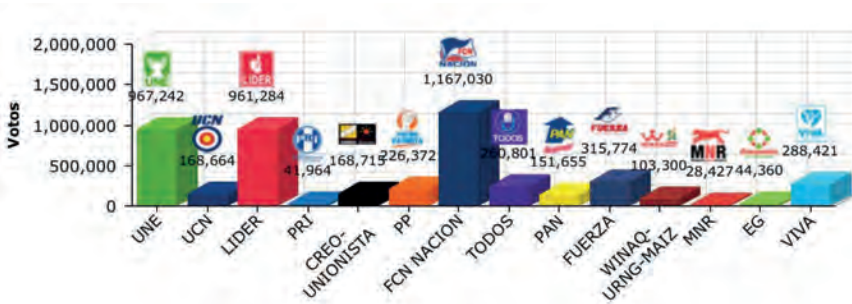 2,000,000
1,500,000
1,000,000
500,000
0
Votos
UNE
967,242
UCN
168,664
LIDER
961,284
PRI
41,964
168,715
226,372
FCN
NACION
1,167,030
TODOS
260,801
PAN
151,655
FUERZA
315,774
103,300
MNR
28,427
44,360
VIVA
288,421
UNE
UCN
LIDER
PRI
CREO-
UNIONISTA
PP
FCN NACION
TODOS
PAN
FUERZA
WINAQ-
URNG-MAIZ
MNR
EG
VIVA